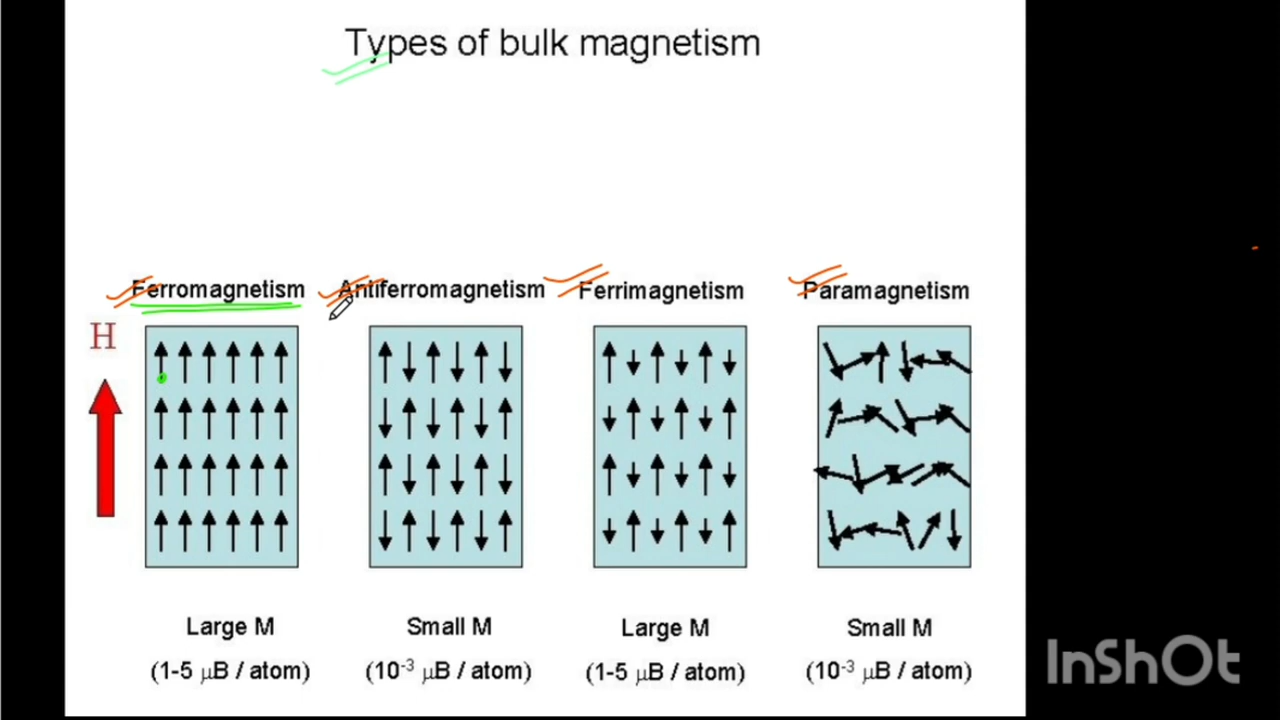 Types of bulk magnetism
Ferromagnetism Antiferromagnetism Ferrimagnetism Paramagnetism
H
Large M Small M Large M Small M
(1-5 μB / atom) (10⁻³ μB / atom) (1-5 μB / atom) (10⁻³ μB / atom)
InShOt